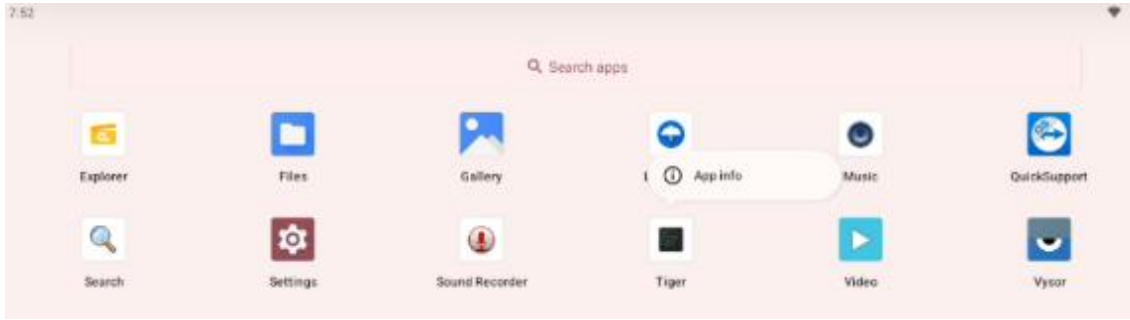 7:52
Search apps
Explorer
Files
Gallery
App info
Music
QuickSupport
Search
Settings
Sound Recorder
Tiger
Video
Vysor